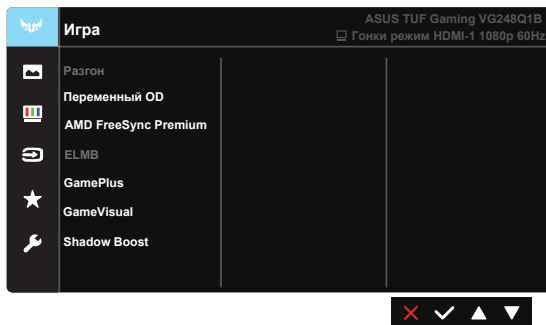 Игра
ASUS TUF Gaming VG248Q1B
Гонки режим HDMI-1 1080p 60Hz
Разгон
Переменный OD
AMD FreeSync Premium
ELMB
GamePlus
GameVisual
Shadow Boost